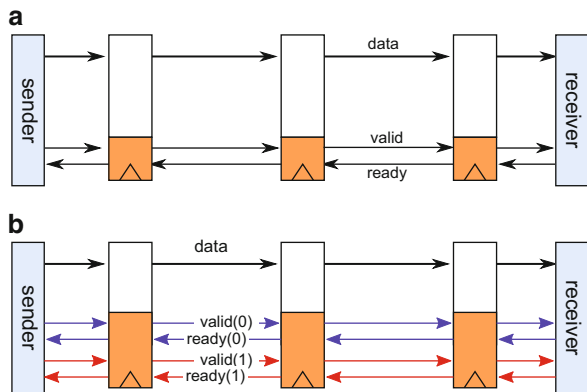 a
sender
data
valid
ready
receiver
b
sender
data
valid(0)
ready(0)
valid(1)
ready(1)
receiver